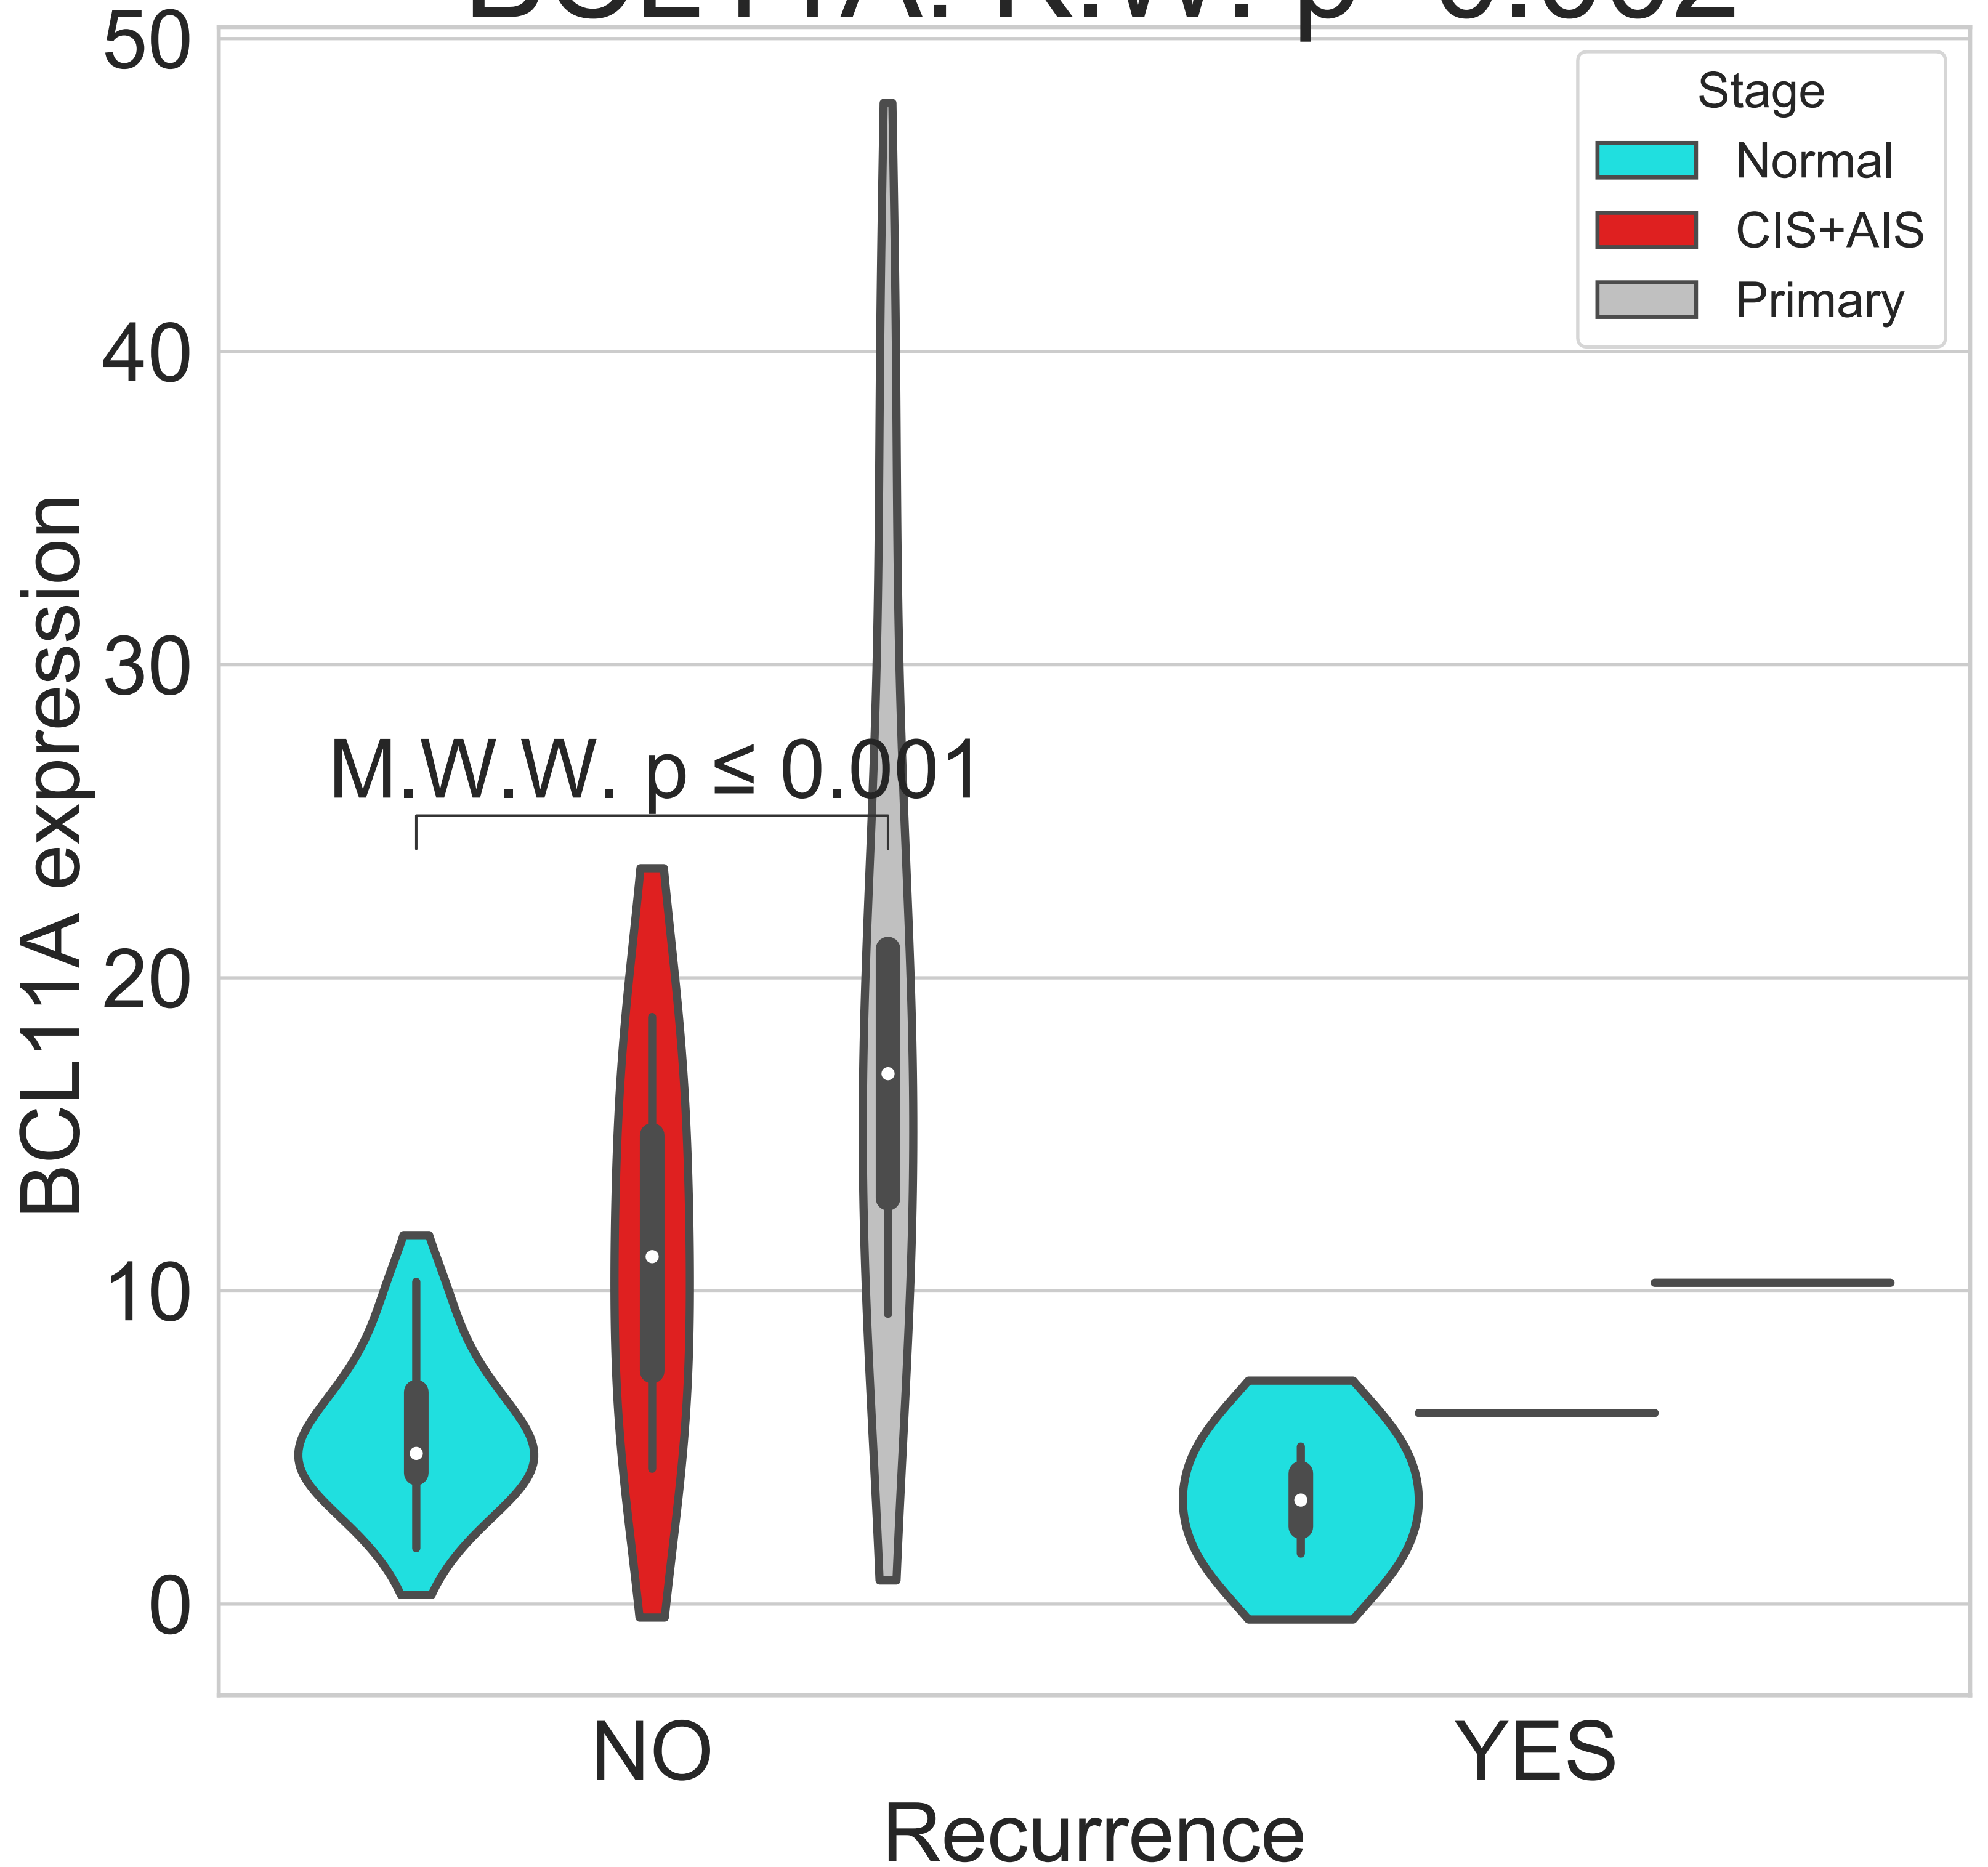 50
40
30
20
10
0
BCL11A expression
Stage
Normal
CIS+AIS
Primary
M.W.W. p ≤ 0.001
NO
YES
Recurrence